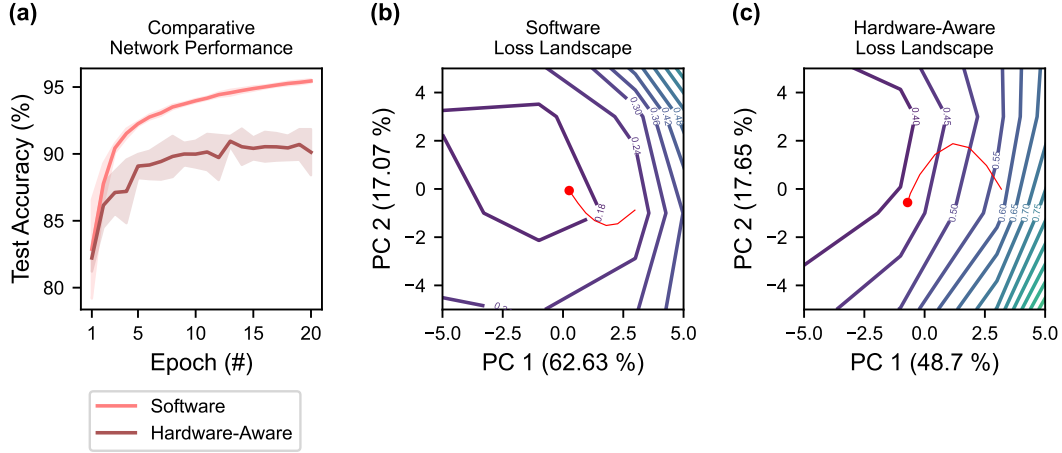 (a)
Comparative
Network Performance
Test Accuracy (%)
95
90
85
80
1
5
10
15
20
Epoch (#)
Software
Hardware-Aware
(b)
Software
Loss Landscape
PC 2 (17.07 %)
4
2
0
−2
−4
−5.0
−2.5
0.0
2.5
5.0
PC 1 (62.63 %)
0.18
0.24
0.30
0.36
0.42
0.48
(c)
Hardware-Aware
Loss Landscape
PC 2 (17.65 %)
4
2
0
−2
−4
−5.0
−2.5
0.0
2.5
5.0
PC 1 (48.7 %)
0.40
0.45
0.50
0.55
0.60
0.65
0.70
0.75